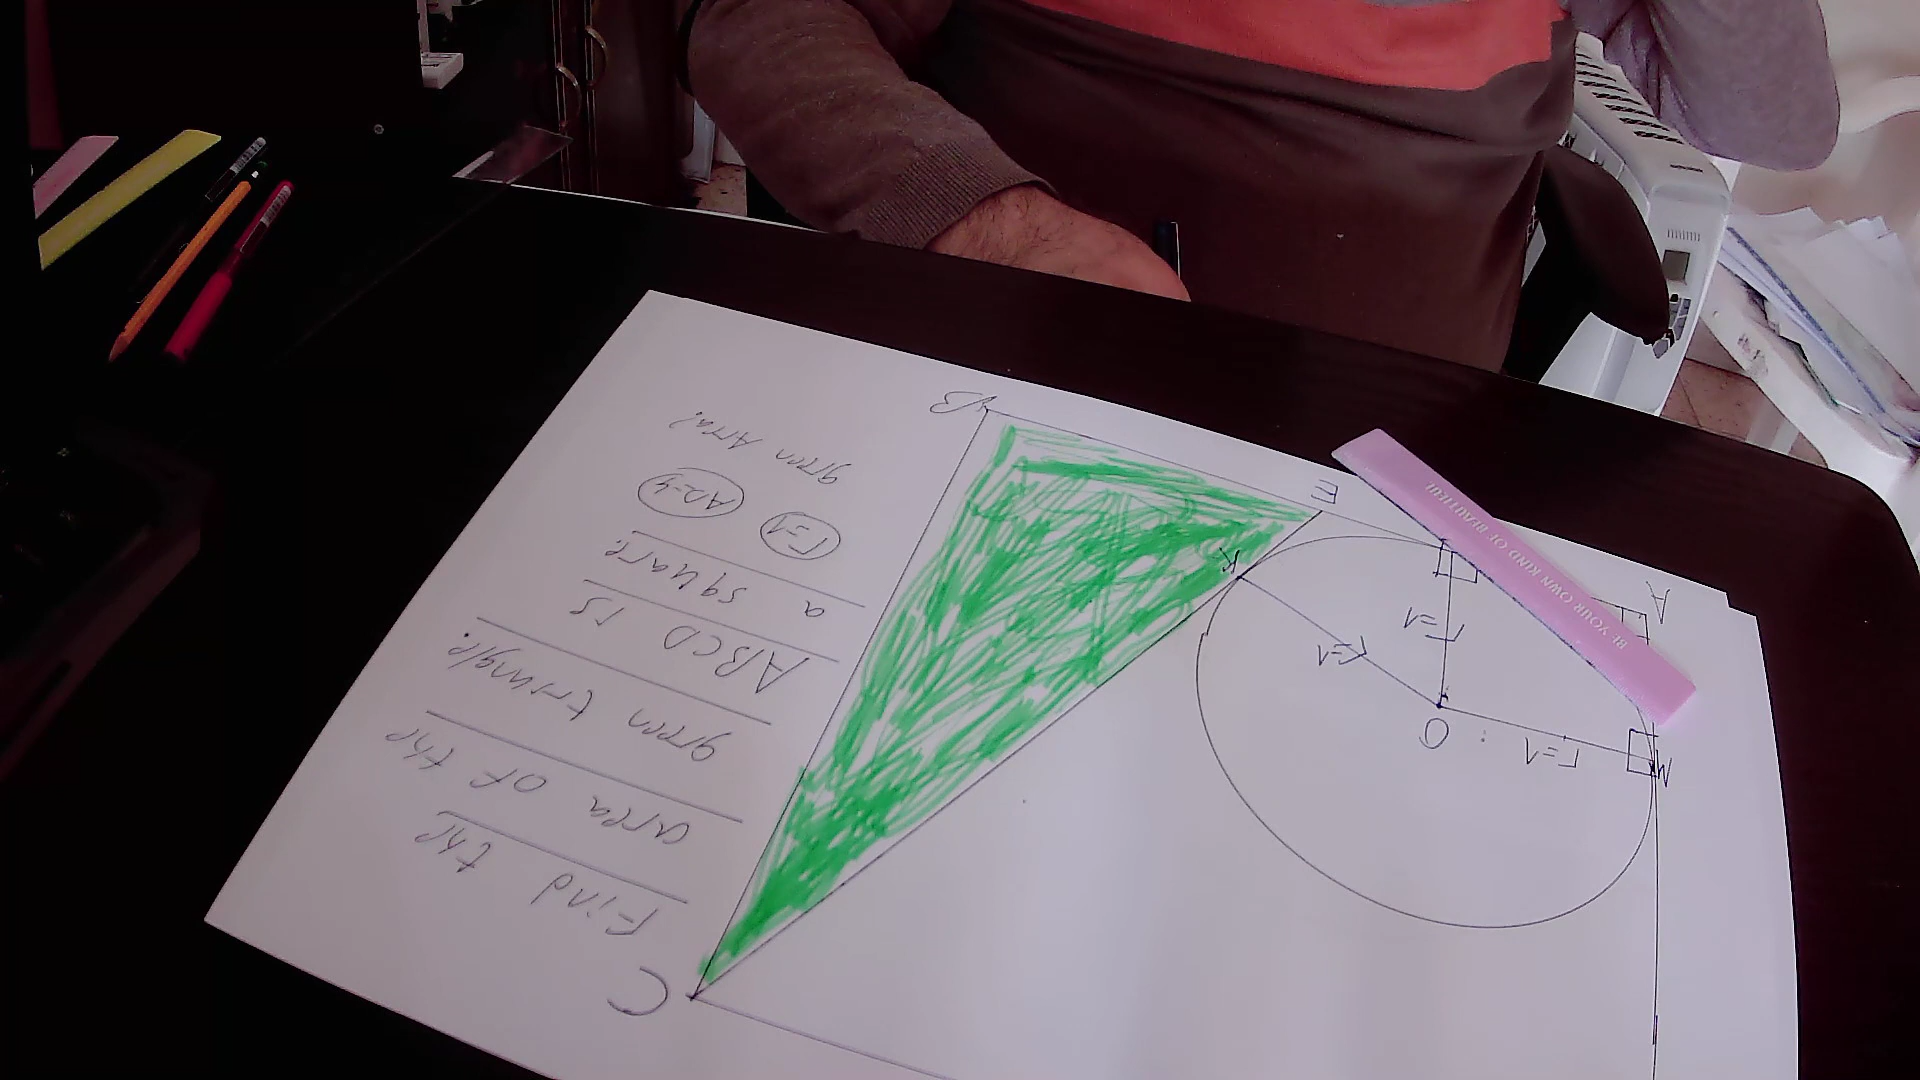 Find the
area of the
green triangle.
ABCD is
a square.
r=1 AD=4
green Area?
A
B
C
E
K
M
O
r=1
r=1
r=1
BE YOUR OWN KIND OF BEAUTIFUL